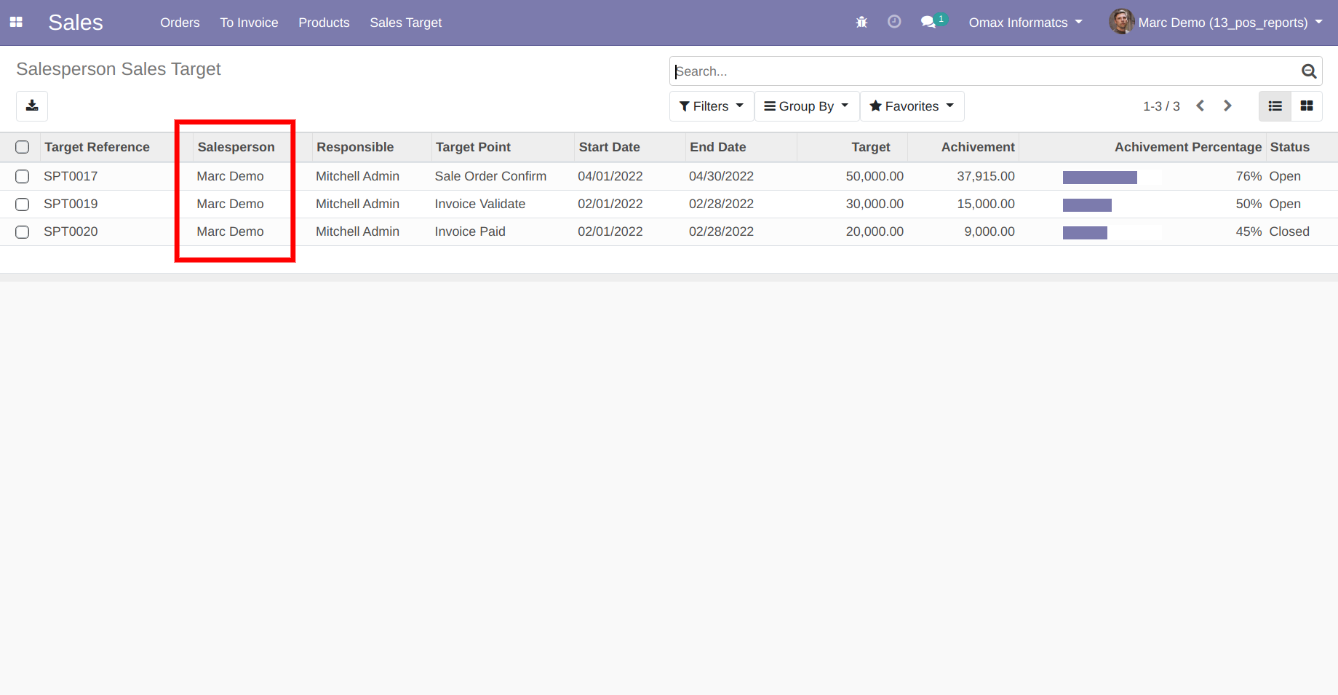 Sales Orders To Invoice Products Sales Target 1 Omax Informatcs Marc Demo (13_pos_reports)
Salesperson Sales Target Search...
Filters Group By Favorites 1-3 / 3
Target Reference Salesperson Responsible Target Point Start Date End Date Target Achivement Achivement Percentage Status
SPT0017 Marc Demo Mitchell Admin Sale Order Confirm 04/01/2022 04/30/2022 50,000.00 37,915.00 76% Open
SPT0019 Marc Demo Mitchell Admin Invoice Validate 02/01/2022 02/28/2022 30,000.00 15,000.00 50% Open
SPT0020 Marc Demo Mitchell Admin Invoice Paid 02/01/2022 02/28/2022 20,000.00 9,000.00 45% Closed